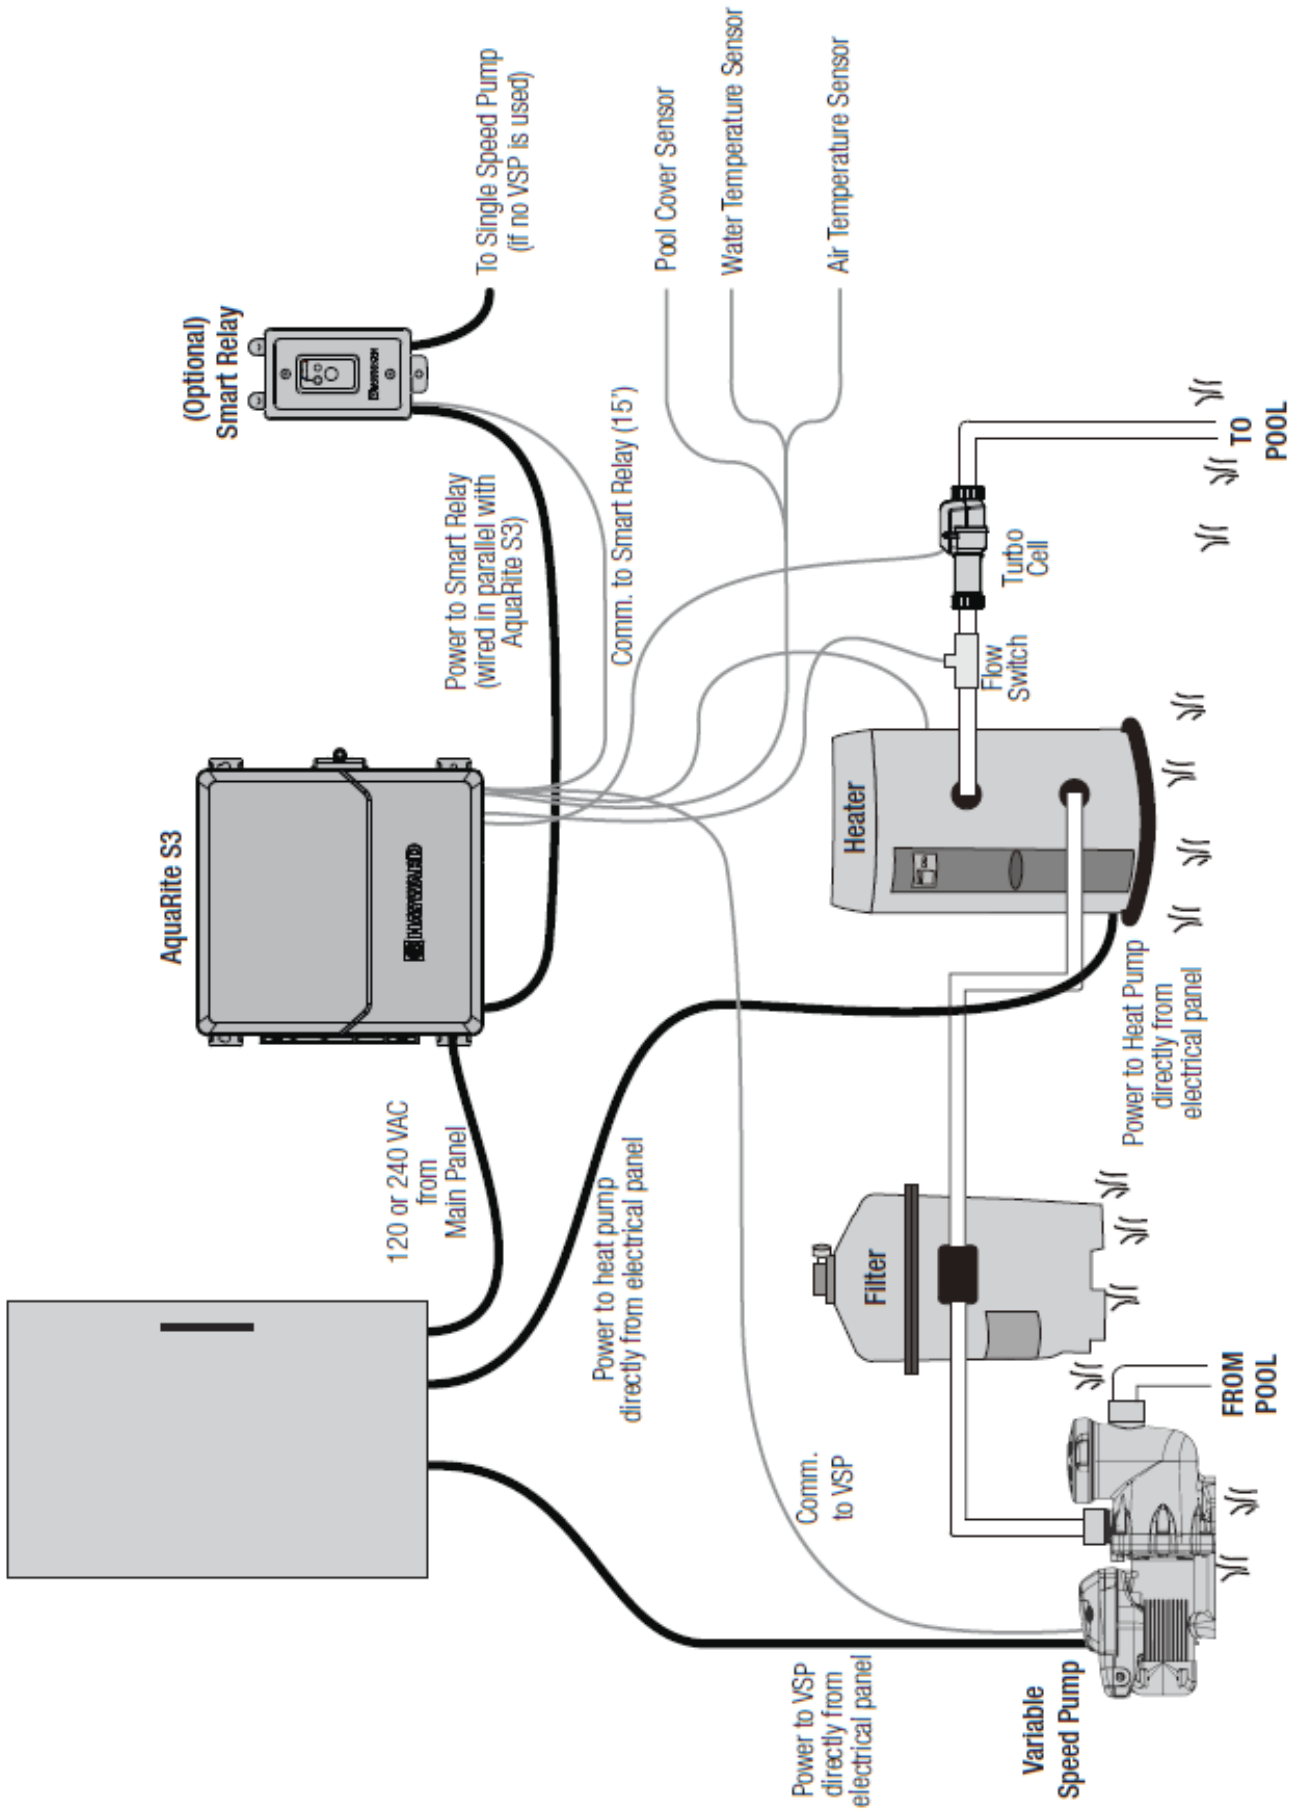 AquaRite S3
(Optional)
Smart Relay
120 or 240 VAC
from
Main Panel
Power to Smart Relay
(wired in parallel with
AquaRite S3)
To Single Speed Pump
(if no VSP is used)
HAYWARD
HAYWARD
Comm. to Smart Relay (15')
Power to heat pump
directly from electrical panel
Pool Cover Sensor
Water Temperature Sensor
Air Temperature Sensor
Comm.
to VSP
Power to VSP
directly from
electrical panel
Filter
Heater
Flow
Switch
Turbo
Cell
Variable
Speed Pump
Power to Heat Pump
directly from
electrical panel
FROM
POOL
TO
POOL